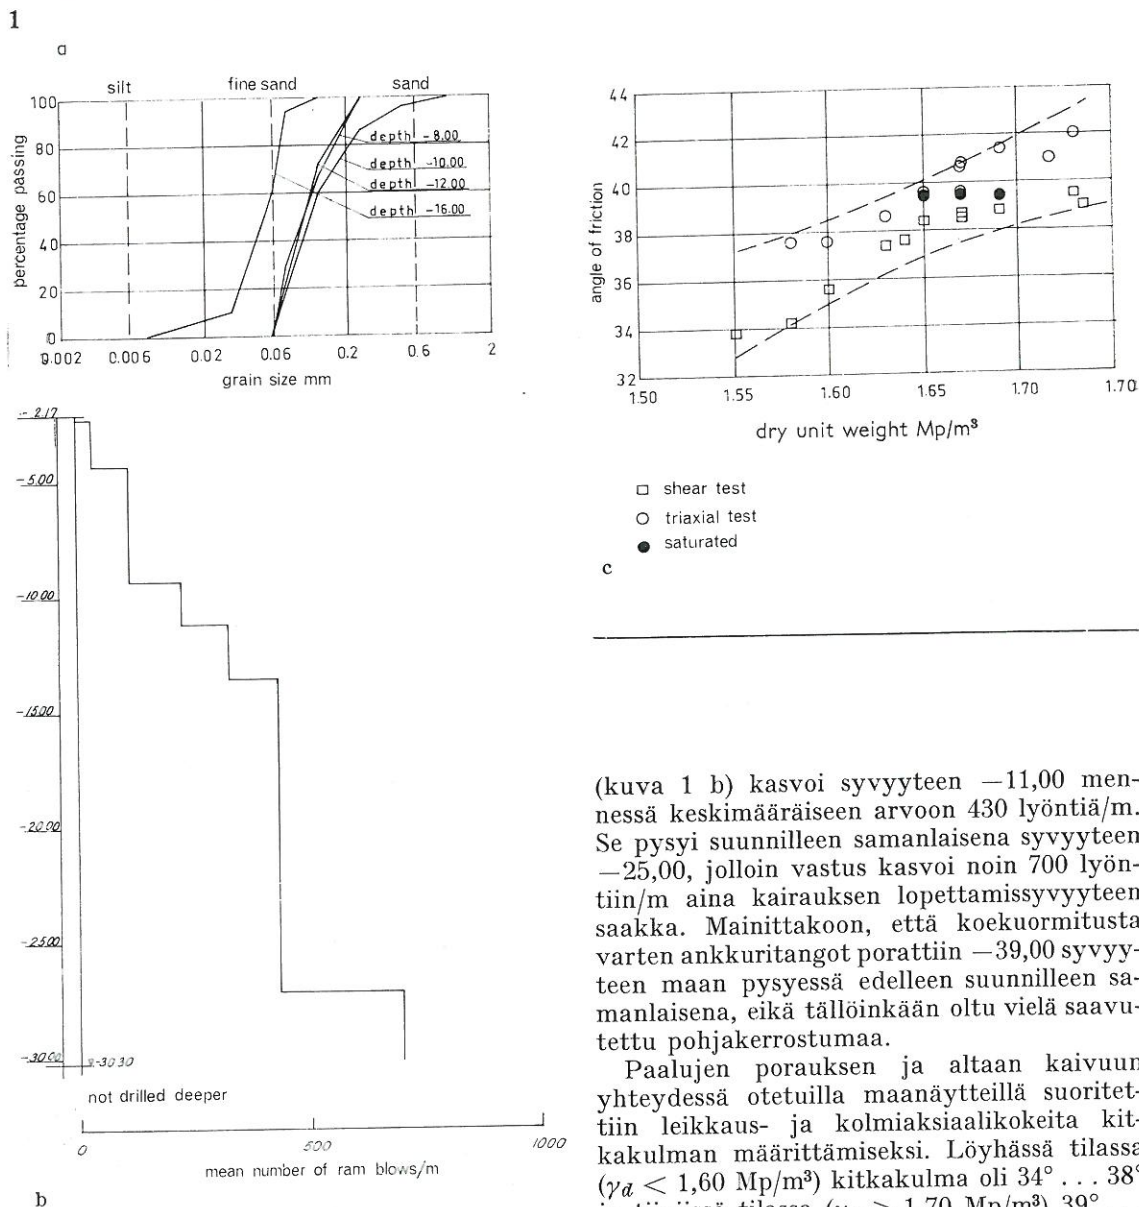 1
a
silt fine sand sand
100
80
60
40
20
0
percentage passing
depth -8.00
depth -10.00
depth -12.00
depth -16.00
0.002 0.006 0.02 0.06 0.2 0.6 2
grain size mm
-2.17
-5.00
-10.00
-15.00
-20.00
-25.00
-30.00
-30.30
not drilled deeper
0 500 1000
mean number of ram blows/m
b
44
42
40
38
36
34
32
angle of friction
1.50 1.55 1.60 1.65 1.70 1.70
dry unit weight Mp/m³
shear test
triaxial test
saturated
c
(kuva 1 b) kasvoi syvyyteen —11,00 men-
nessä keskimääräiseen arvoon 430 lyöntiä/m.
Se pysyi suunnilleen samanlaisena syvyyteen
—25,00, jolloin vastus kasvoi noin 700 lyön-
tiin/m aina kairauksen lopettamissyvyyteen
saakka. Mainittakoon, että koekuormitusta
varten ankkuritangot porattiin —39,00 syvyy-
teen maan pysyessä edelleen suunnilleen sa-
manlaisena, eikä tällöinkään oltu vielä saavu-
tettu pohjakerrostumaa.
Paalujen porauksen ja altaan kaivuun
yhteydessä otetuilla maanäytteillä suoritet-
tiin leikkaus- ja kolmiaksiaalikokeita kit-
kakulman määrittämiseksi. Löyhässä tilassa
(γd < 1,60 Mp/m³) kitkakulma oli 34° . . . 38°
> 1,70 Mp/m³) 39°